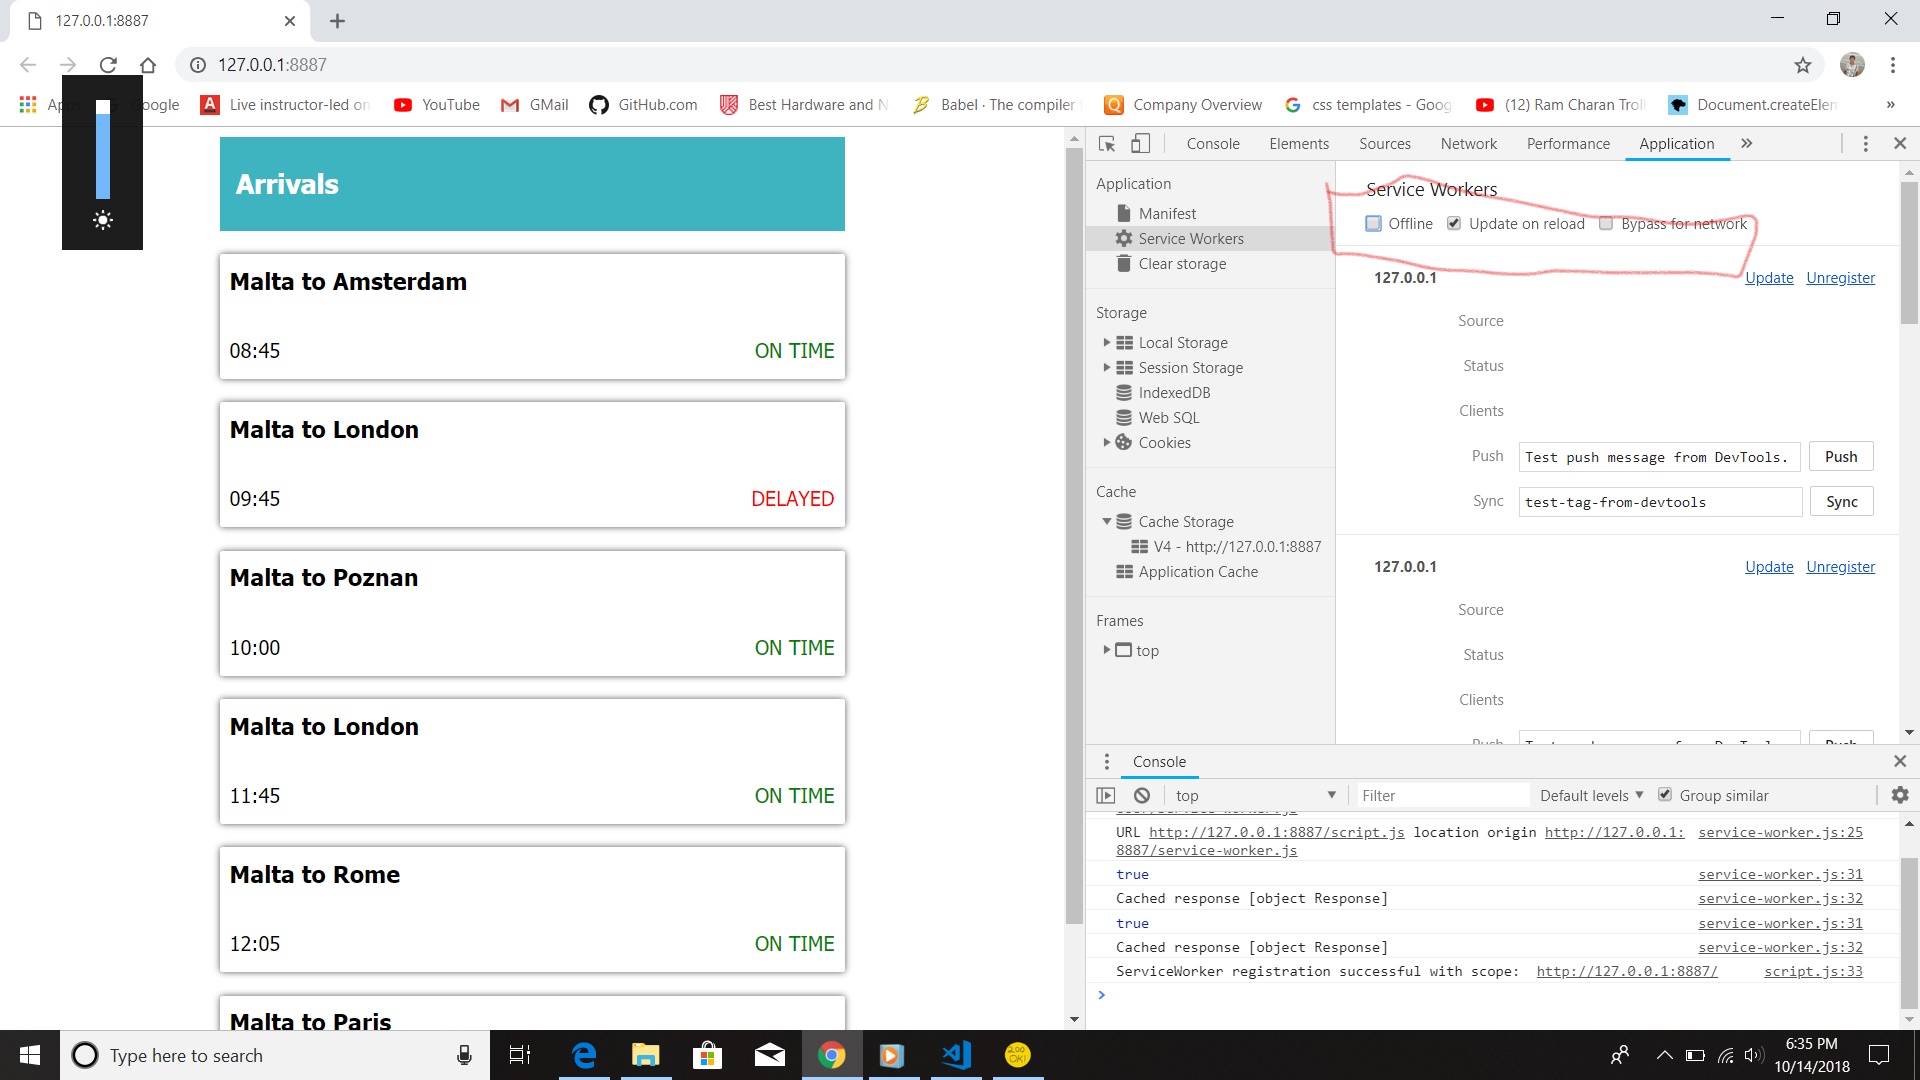 127.0.0.1:8887
127.0.0.1:8887
Google
Live instructor-led on
YouTube
GMail
GitHub.com
Best Hardware and N
Babel · The compiler
Company Overview
css templates - Goog
(12) Ram Charan Troll
Document.createElem
»
Arrivals
Malta to Amsterdam
08:45 ON TIME
Malta to London
09:45 DELAYED
Malta to Poznan
10:00 ON TIME
Malta to London
11:45 ON TIME
Malta to Rome
12:05 ON TIME
Malta to Paris
Console Elements Sources Network Performance Application »
Application
Manifest
Service Workers
Clear storage
Storage
Local Storage
Session Storage
IndexedDB
Web SQL
Cookies
Cache
Cache Storage
V4 - http://127.0.0.1:8887
Application Cache
Frames
top
Service Workers
Offline Update on reload Bypass for network
127.0.0.1 Update Unregister
Source
Status
Clients
Push Test push message from DevTools. Push
Sync test-tag-from-devtools Sync
127.0.0.1 Update Unregister
Source
Status
Clients
Push Push
Console
top Filter Default levels Group similar
URL http://127.0.0.1:8887/script.js location origin http://127.0.0.1: service-worker.js:25
8887/service-worker.js
true service-worker.js:31
Cached response [object Response] service-worker.js:32
true service-worker.js:31
Cached response [object Response] service-worker.js:32
ServiceWorker registration successful with scope: http://127.0.0.1:8887/ script.js:33
>
Type here to search
6:35 PM
10/14/2018